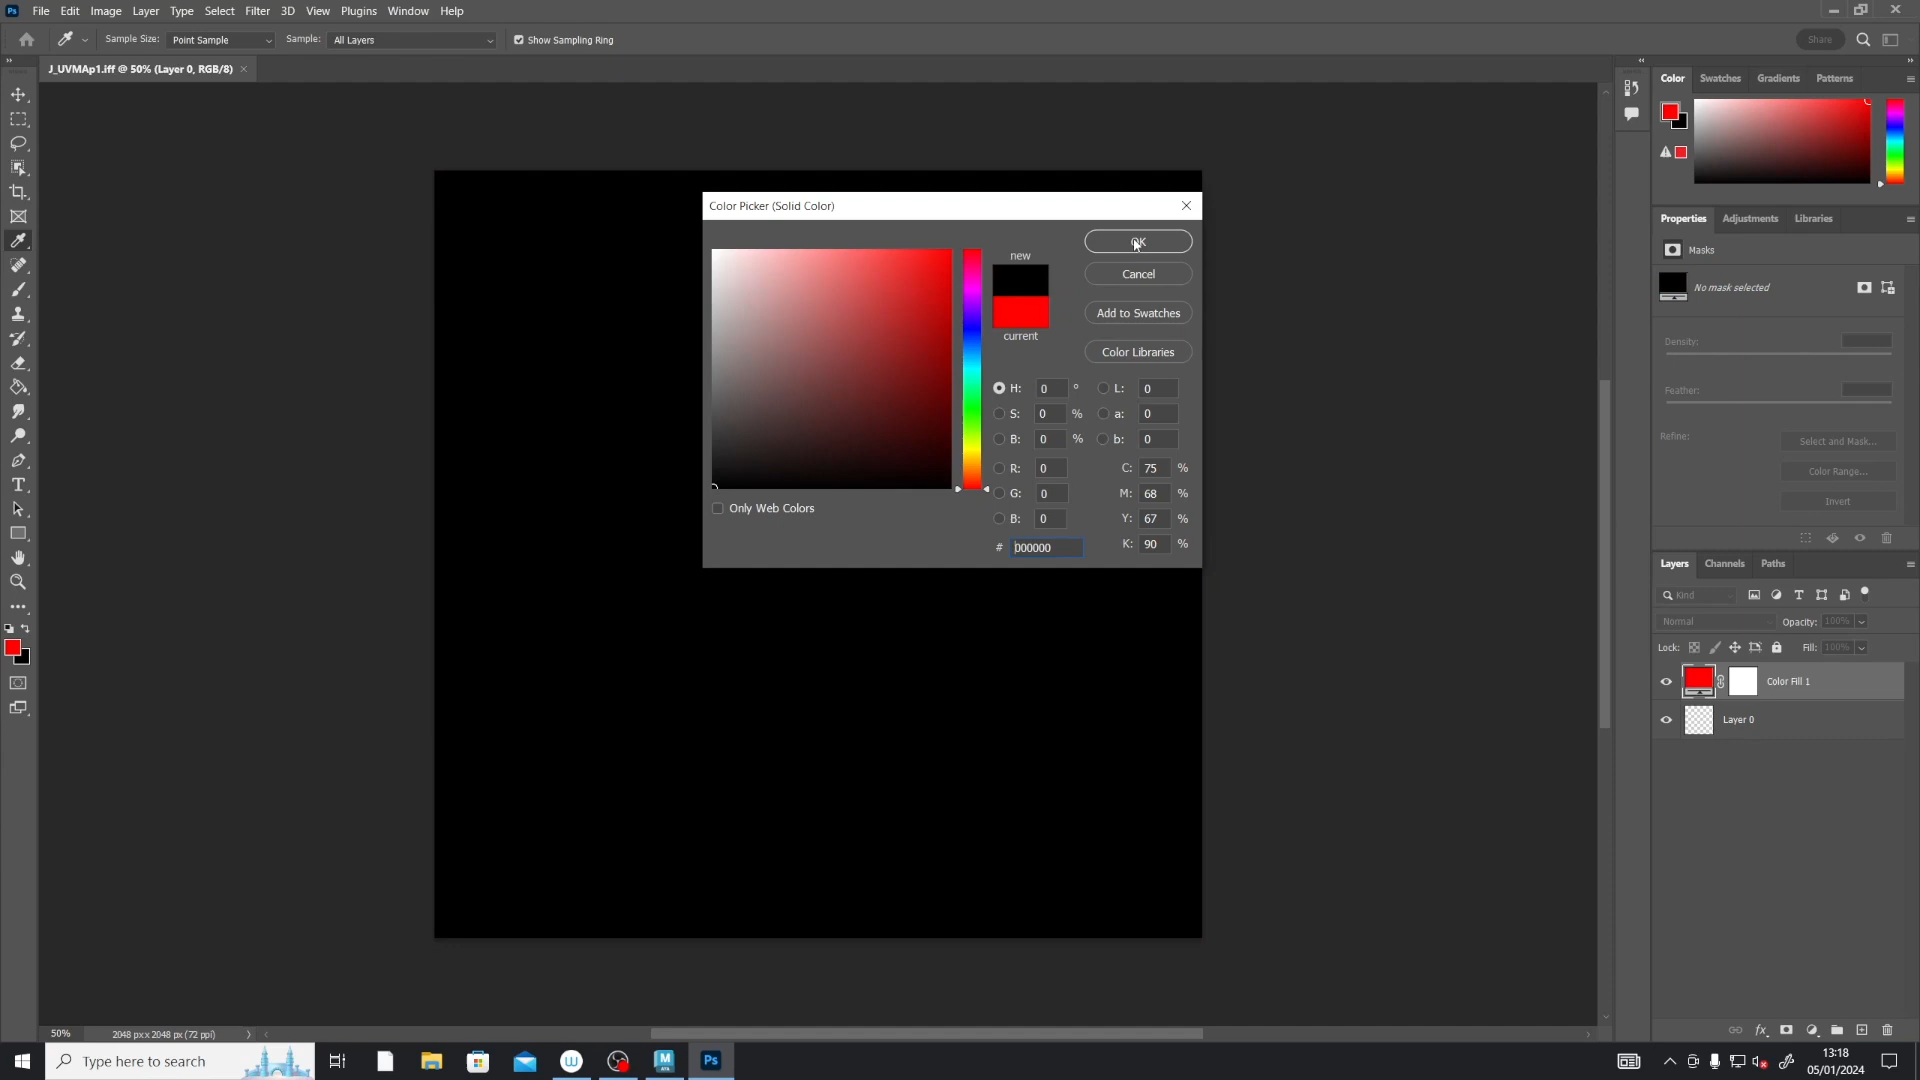 Ps File Edit Image Layer Type Select Filter 3D View Plugins Window Help
Sample Size: Point Sample Sample: All Layers Show Sampling Ring Share
J_UVMAp1.iff @ 50% (Layer 0, RGB/8)
Color Swatches Gradients Patterns
Color Picker (Solid Color)
OK
new
Cancel
Add to Swatches
current
Color Libraries
H: 0 ° L: 0
S: 0 % a: 0
B: 0 % b: 0
R: 0 C: 75 %
G: 0 M: 68 %
B: 0 Y: 67 %
# 000000 K: 90 %
Only Web Colors
Properties Adjustments Libraries
Masks
No mask selected
Density:
Feather:
Refine: Select and Mask...
Color Range...
Invert
Layers Channels Paths
Kind
Normal Opacity: 100%
Lock: Fill: 100%
Color Fill 1
Layer 0
50% 2048 px x 2048 px (72 ppi)
Type here to search
Ps
13:18
05/01/2024